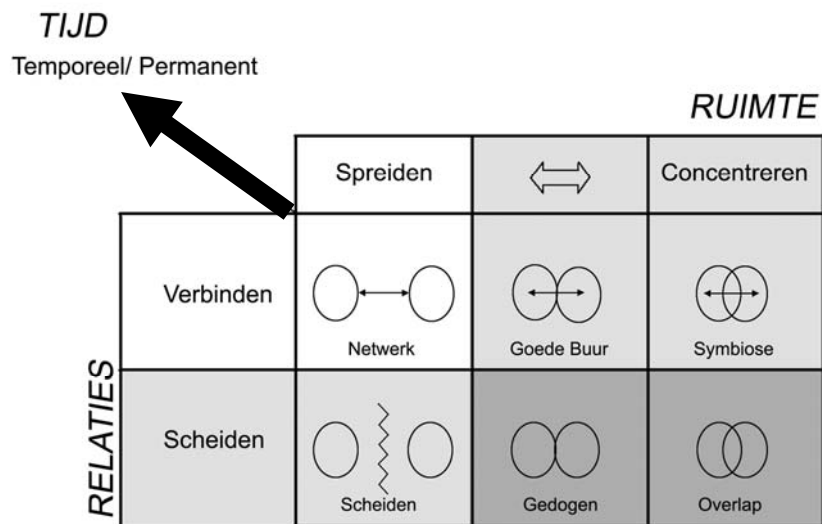 TIJD
Temporeel/ Permanent
RUIMTE
Spreiden
Concentreren
Verbinden
Netwerk
Goede Buur
Symbiose
RELATIES
Scheiden
Scheiden
Gedogen
Overlap